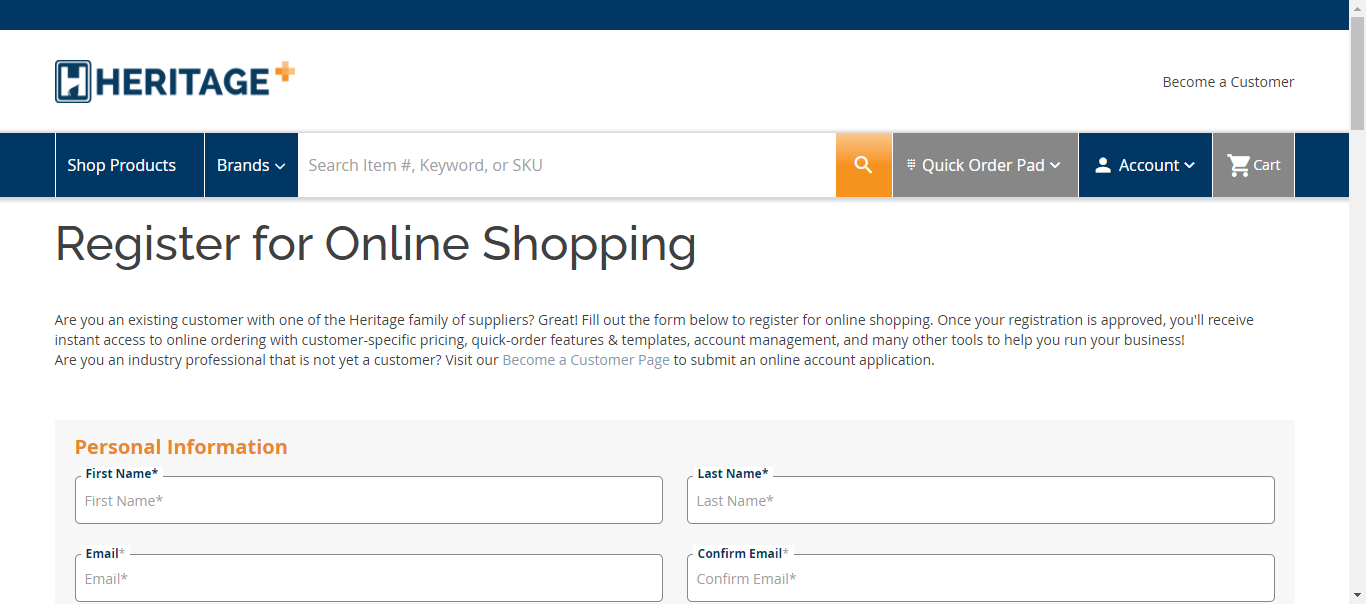 HERITAGE+
Become a Customer
Shop Products
Brands
Search Item #, Keyword, or SKU
Quick Order Pad
Account
Cart
Register for Online Shopping
Are you an existing customer with one of the Heritage family of suppliers? Great! Fill out the form below to register for online shopping. Once your registration is approved, you'll receive
instant access to online ordering with customer-specific pricing, quick-order features & templates, account management, and many other tools to help you run your business!
Are you an industry professional that is not yet a customer? Visit our Become a Customer Page to submit an online account application.
Personal Information
First Name*
Last Name*
First Name*
Last Name*
Email*
Confirm Email*
Email*
Confirm Email*